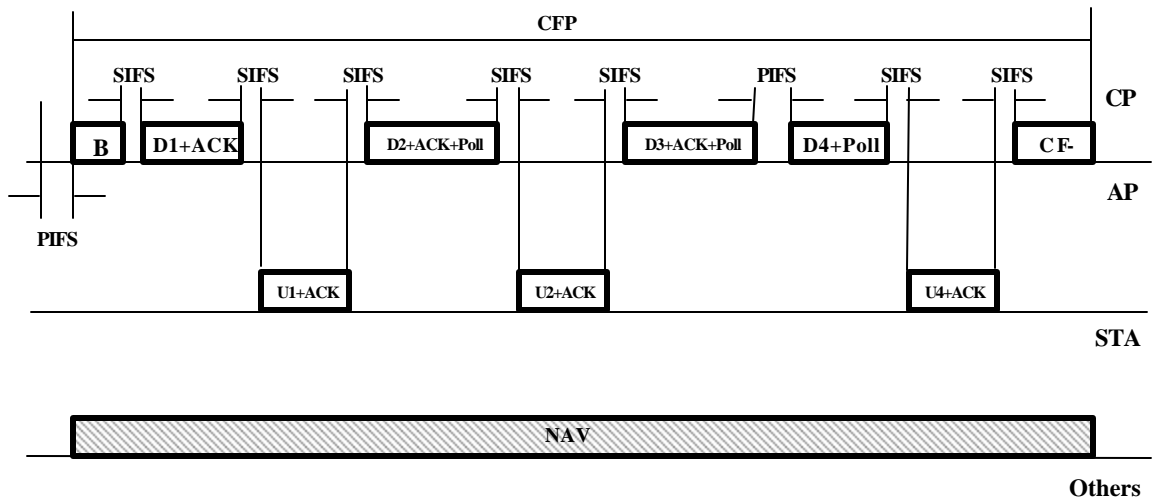 CFP
SIFS SIFS SIFS SIFS SIFS PIFS SIFS SIFS
CP
B D1+ACK D2+ACK+Poll D3+ACK+Poll D4+Poll CF-
AP
PIFS
U1+ACK U2+ACK U4+ACK
STA
NAV
Others